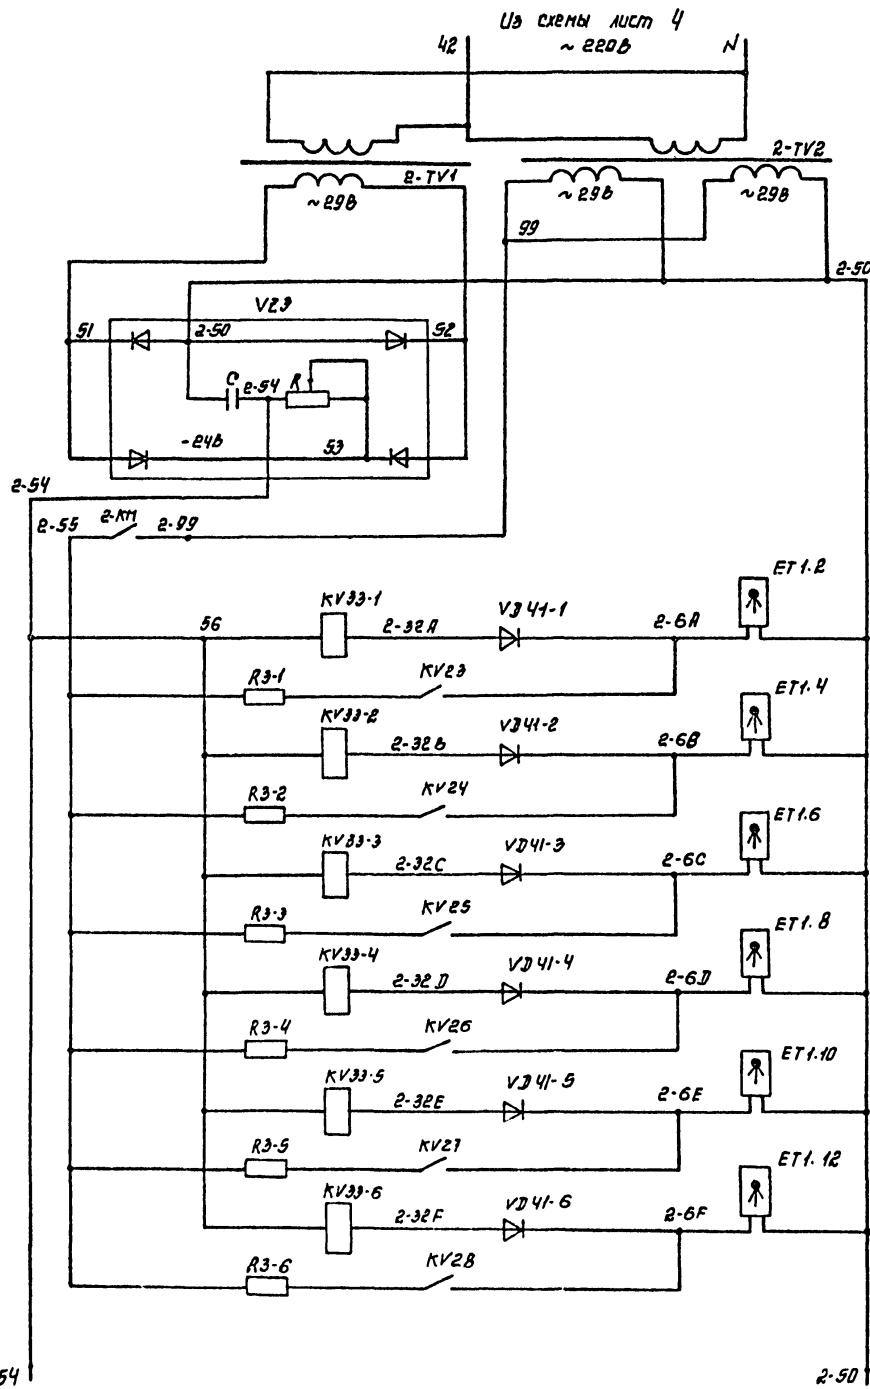 Из схемы лист 4
42 ~ 220В N
2-TV1 2-TV2
~29В ~29В ~29В
99
2-50
V29
51 2-50 52
C 2-54 R
-24В 53
2-54
2-55 2-КМ 2-99
KV33-1 VD41-1 ET1.2
56 2-32A 2-6A
R3-1 KV23
KV33-2 VD41-2 ET1.4
2-32B 2-6B
R3-2 KV24
KV33-3 VD41-3 ET1.6
2-32C 2-6C
R3-3 KV25
KV33-4 VD41-4 ET1.8
2-32D 2-6D
R3-4 KV26
KV33-5 VD41-5 ET1.10
2-32E 2-6E
R3-5 KV27
KV33-6 VD41-6 ET1.12
2-32F 2-6F
R3-6 KV28
54 2-50